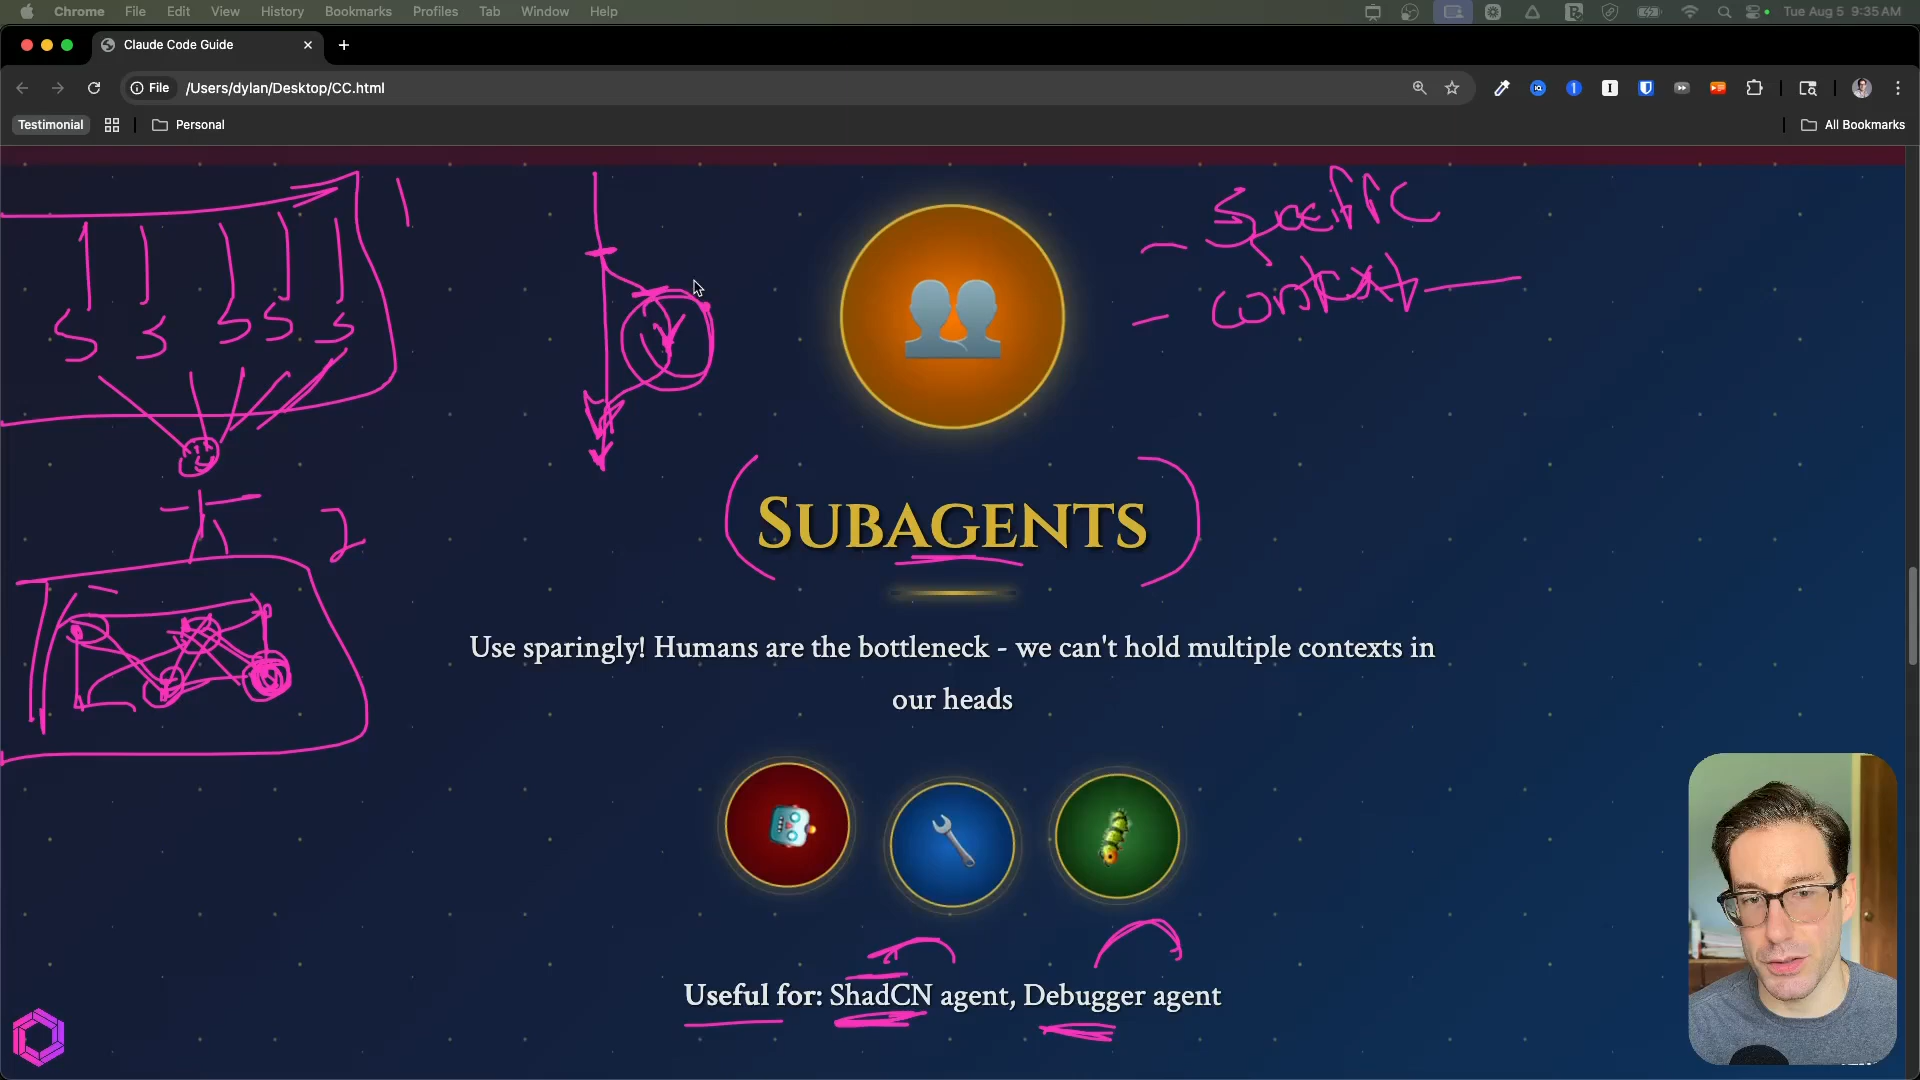 Chrome File Edit View History Bookmarks Profiles Tab Window Help Tue Aug 5 9:35 AM
Claude Code Guide
File /Users/dylan/Desktop/CC.html
Testimonial Personal All Bookmarks
1
- Specific
- context
S S S S S
2
SUBAGENTS
Use sparingly! Humans are the bottleneck - we can't hold multiple contexts in
our heads
Useful for: ShadCN agent, Debugger agent